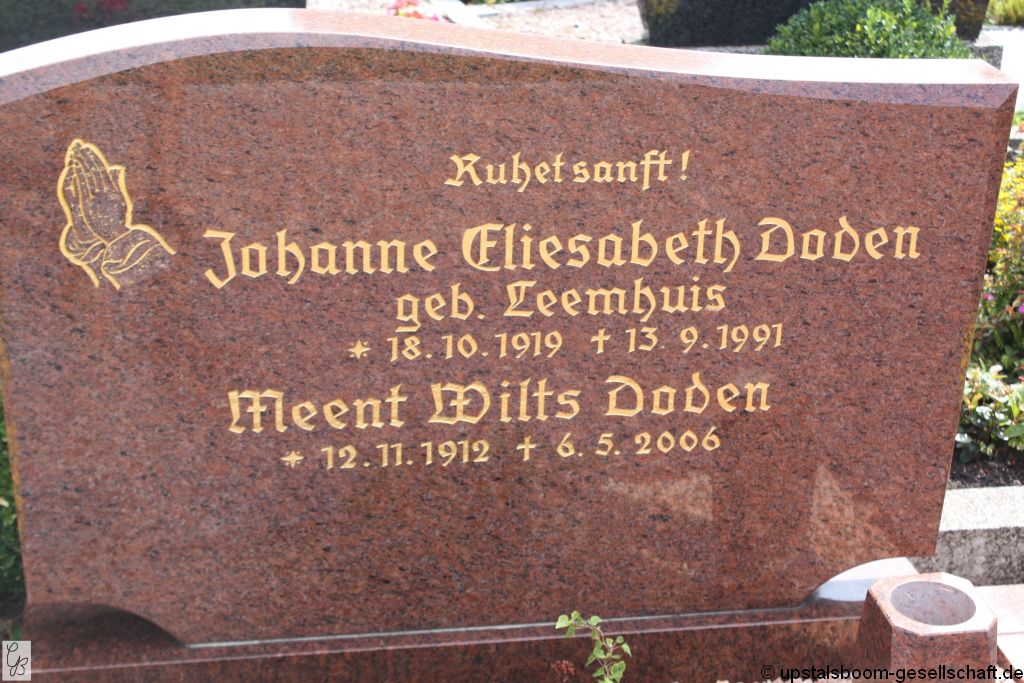 Ruhet sanft!
Johanne Eliesabeth Doden
geb. Leemhuis
* 18.10.1919 † 13.9.1991
Meent Wilts Doden
* 12.11.1912 † 6.5.2006
GB
© upstalsboom-gesellschaft.de